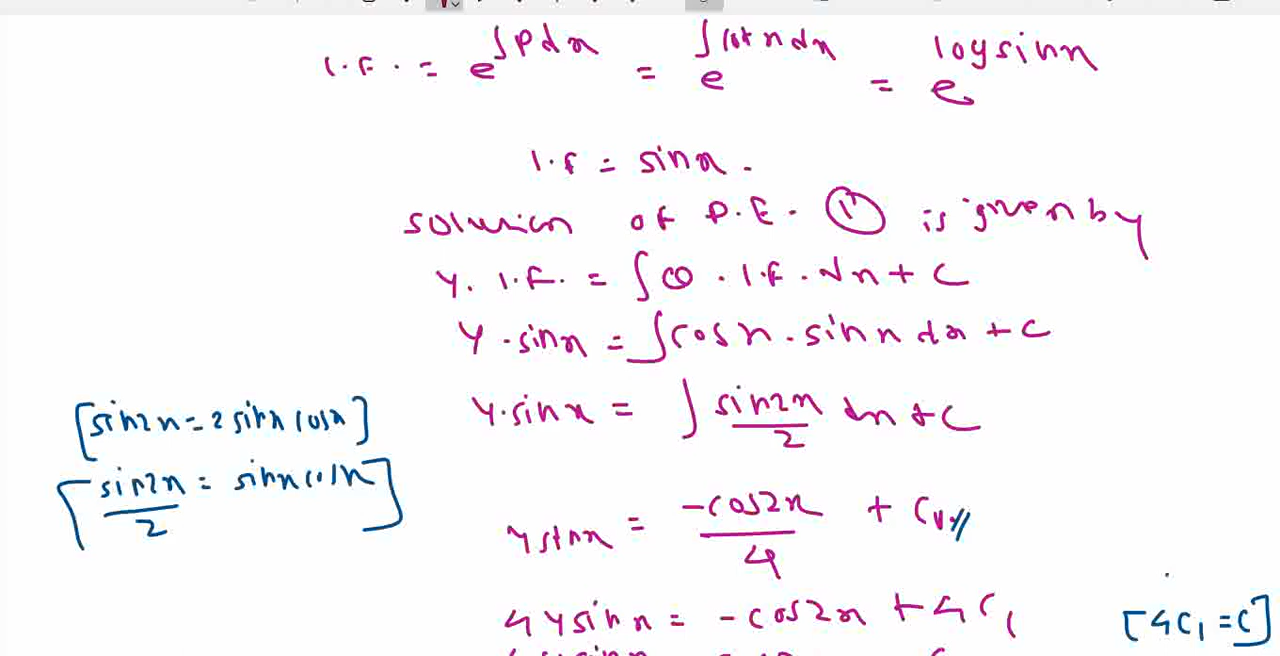 I.F. = e^∫Pdx = e^∫cot x dx = e^log sin x
I.F = sin x.
Solution of D.E. ① is given by
y. I.F. = ∫Q . I.F. dx + C
y . sin x = ∫cos x . sin x dx + C
y. sin x = ∫ sin2x/2 dx + C
[sin2x = 2 sin x cos x]
[sin2x/2 = sin x cos x]
y sin x = -cos2x/4 + C₁//
4 y sin x = -cos2x + 4C₁ [4C₁ = C]